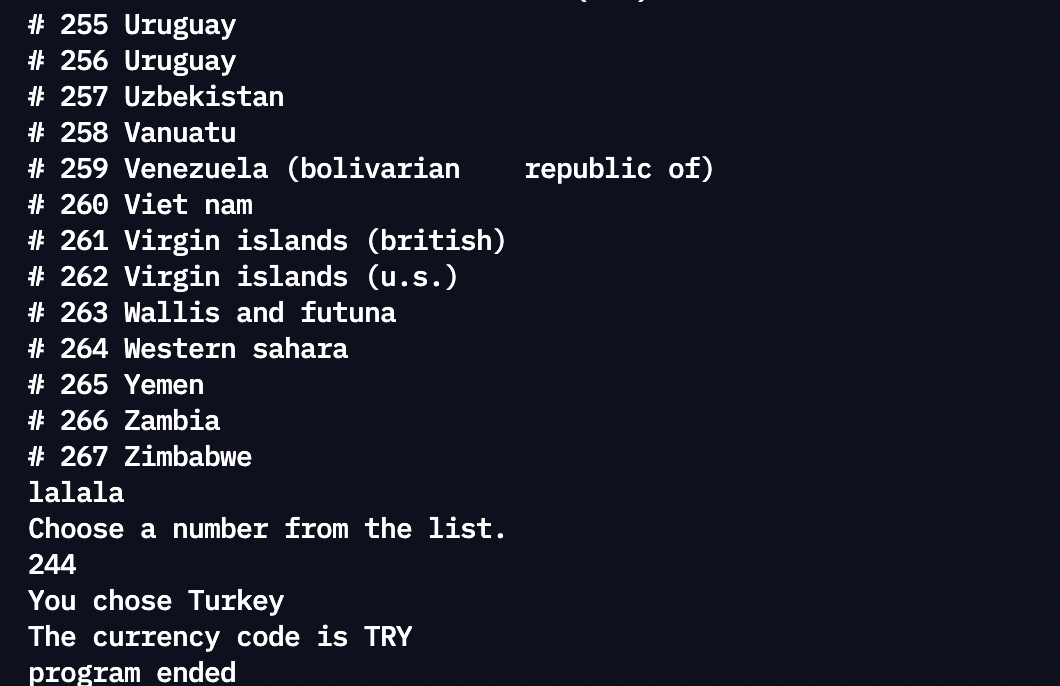 # 255 Uruguay
# 256 Uruguay
# 257 Uzbekistan
# 258 Vanuatu
# 259 Venezuela (bolivarian    republic of)
# 260 Viet nam
# 261 Virgin islands (british)
# 262 Virgin islands (u.s.)
# 263 Wallis and futuna
# 264 Western sahara
# 265 Yemen
# 266 Zambia
# 267 Zimbabwe
lalala
Choose a number from the list.
244
You chose Turkey
The currency code is TRY
program ended